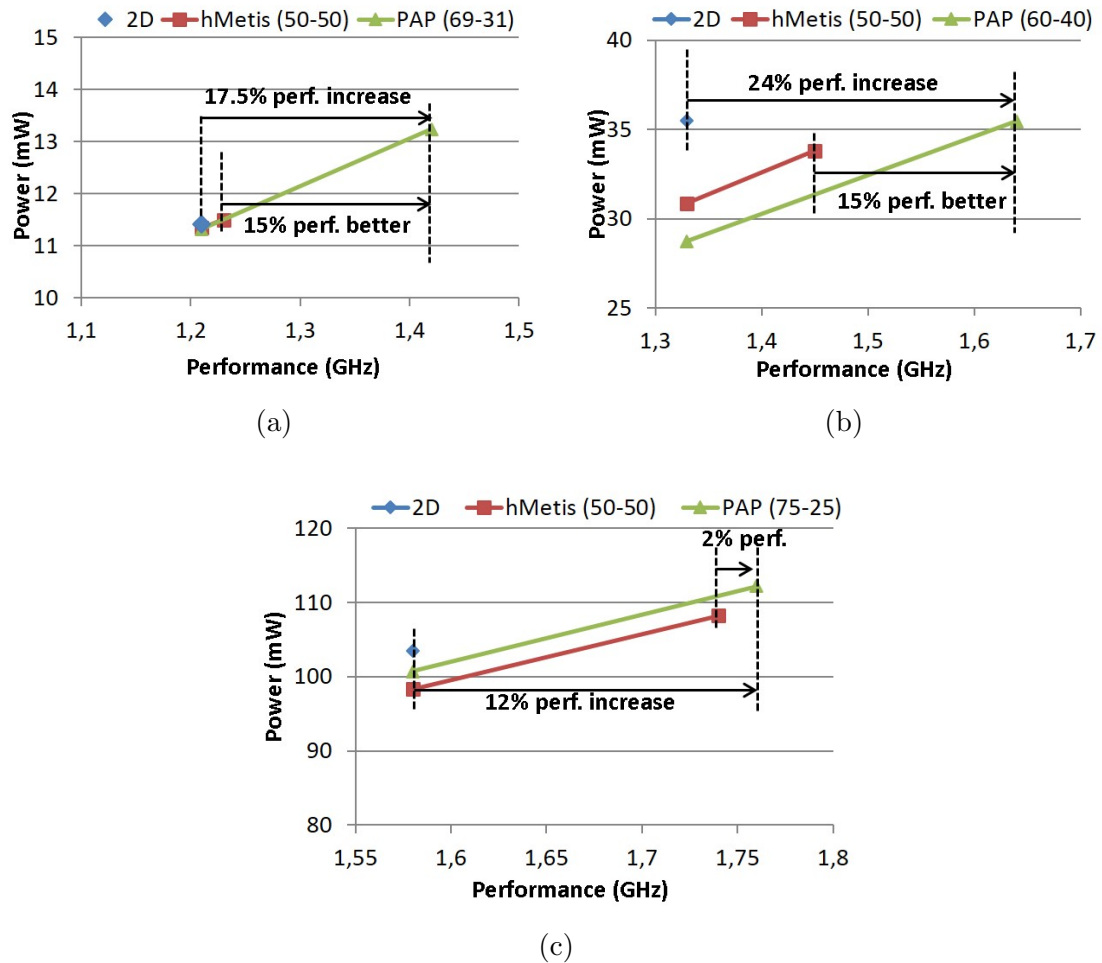 2D hMetis (50-50) PAP (69-31)
15
14
13
12
11
10
Power (mW)
17.5% perf. increase
15% perf. better
1,1 1,2 1,3 1,4 1,5
Performance (GHz)
(a)
2D hMetis (50-50) PAP (60-40)
40
35
30
25
Power (mW)
24% perf. increase
15% perf. better
1,3 1,4 1,5 1,6 1,7
Performance (GHz)
(b)
2D hMetis (50-50) PAP (75-25)
120
110
100
90
80
Power (mW)
2% perf.
12% perf. increase
1,55 1,6 1,65 1,7 1,75 1,8
Performance (GHz)
(c)